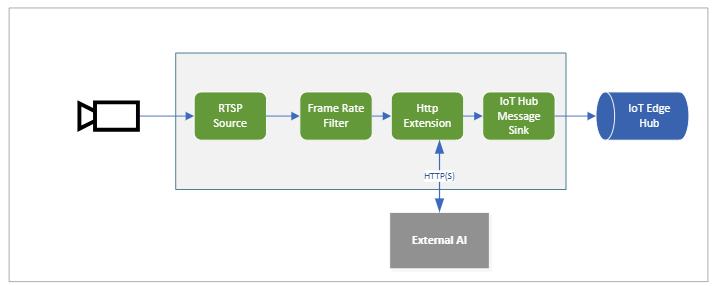 RTSP
Source
Frame Rate
Filter
Http
Extension
IoT Hub
Message
Sink
IoT Edge
Hub
HTTP(S)
External AI